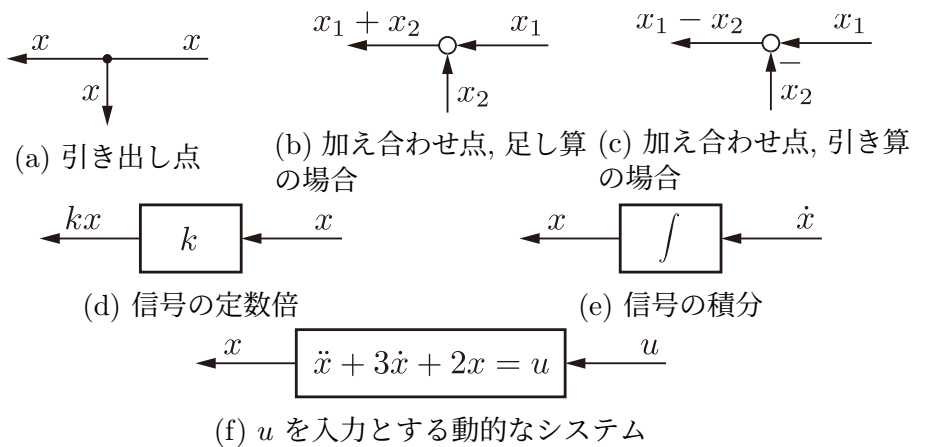 x x x
(a) 引き出し点
x₁ + x₂ x₁ x₂
(b) 加え合わせ点, 足し算
の場合
x₁ − x₂ x₁ − x₂
(c) 加え合わせ点, 引き算
の場合
kx k x
(d) 信号の定数倍
x ∫ ẋ
(e) 信号の積分
x ẍ + 3ẋ + 2x = u u
(f) u を入力とする動的なシステム